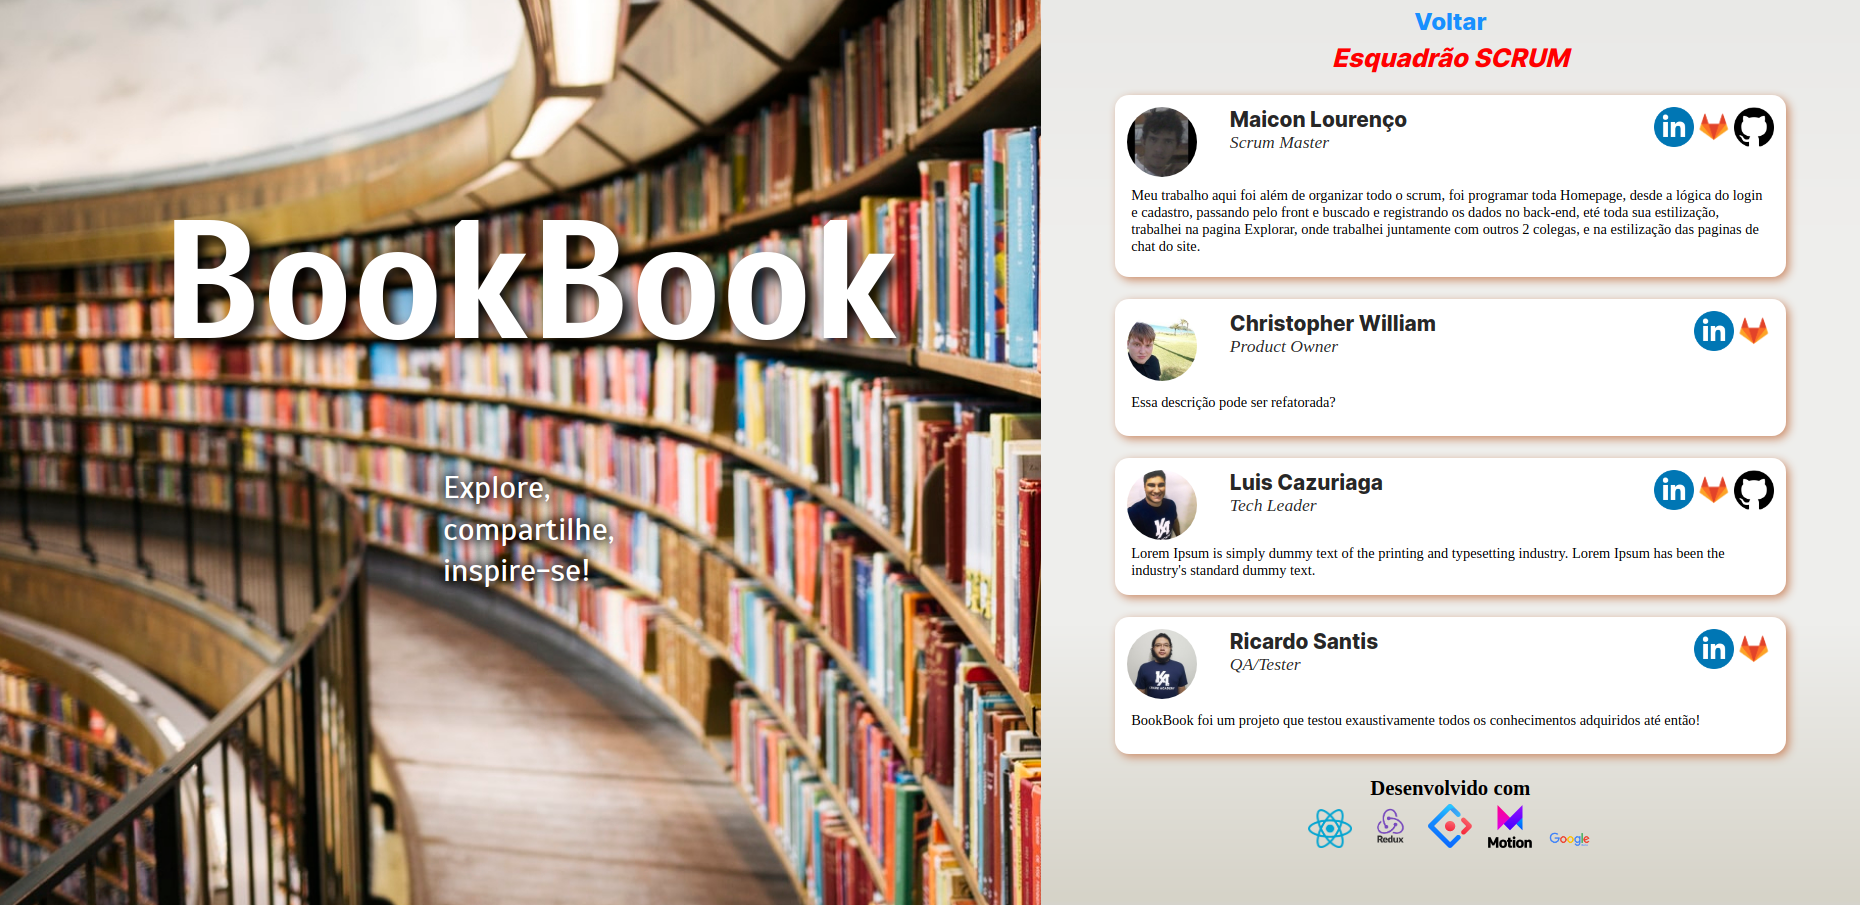 BookBook
Explore,
compartilhe,
inspire-se!
Voltar
Esquadrão SCRUM
Maicon Lourenço
Scrum Master
Meu trabalho aqui foi além de organizar todo o scrum, foi programar toda Homepage, desde a lógica do login
e cadastro, passando pelo front e buscado e registrando os dados no back-end, eté toda sua estilização,
trabalhei na pagina Explorar, onde trabalhei juntamente com outros 2 colegas, e na estilização das paginas de
chat do site.
Christopher William
Product Owner
Essa descrição pode ser refatorada?
Luis Cazuriaga
Tech Leader
Lorem Ipsum is simply dummy text of the printing and typesetting industry. Lorem Ipsum has been the
industry's standard dummy text.
Ricardo Santis
QA/Tester
BookBook foi um projeto que testou exaustivamente todos os conhecimentos adquiridos até então!
Desenvolvido com
Redux
Motion
Google